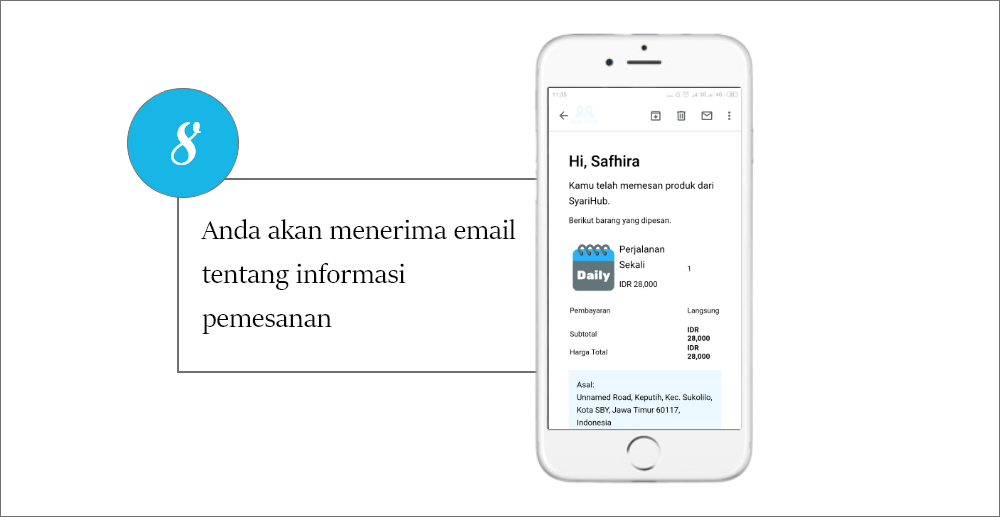 8
Anda akan menerima email
tentang informasi
pemesanan
11:35
4G
Hi, Safhira
Kamu telah memesan produk dari
SyariHub.
Berikut barang yang dipesan.
Daily
Perjalanan
Sekali
1
IDR 28,000
Pembayaran Langsung
Subtotal IDR
28,000
Harga Total IDR
28,000
Asal:
Unnamed Road, Keputih, Kec. Sukolilo,
Kota SBY, Jawa Timur 60117,
Indonesia